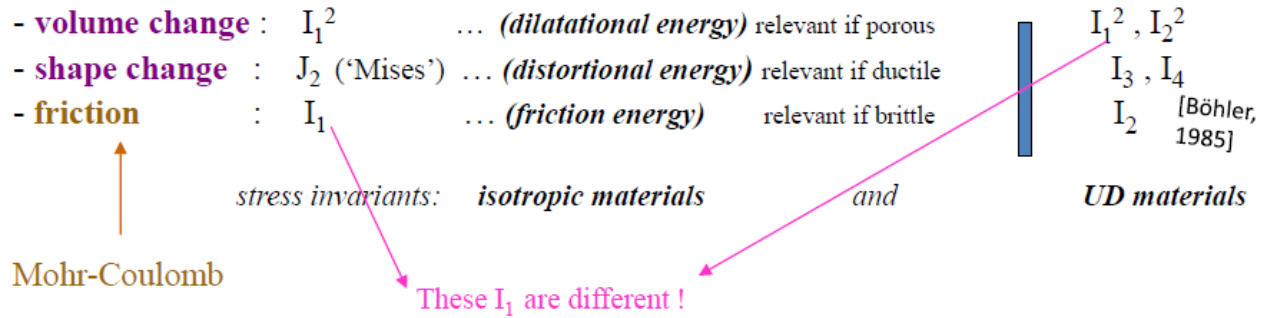 - volume change : I₁² … (dilatational energy) relevant if porous I₁² , I₂²
- shape change : J₂ (‘Mises’) … (distortional energy) relevant if ductile I₃ , I₄
- friction : I₁ … (friction energy) relevant if brittle I₂ [Böhler,
1985]
stress invariants: isotropic materials and UD materials
Mohr-Coulomb
These I₁ are different !